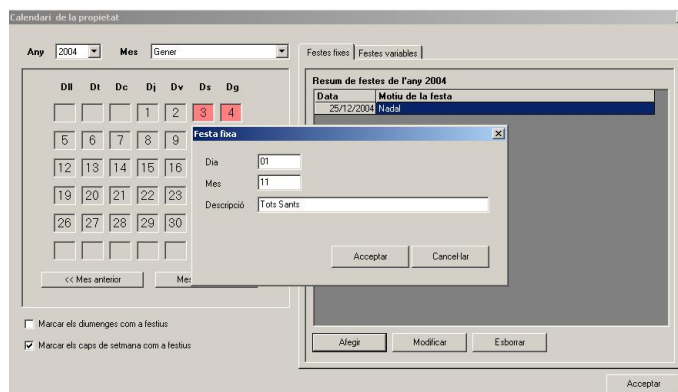 Calendari de la propietat
Any 2004 Mes Gener
Festes fixes Festes variables
Dll Dt Dc Dj Dv Ds Dg
1 2 3 4
5 6 7 8 9
12 13 14 15 16
19 20 21 22 23
26 27 28 29 30
<< Mes anterior
Marcar els diumenges com a festius
Marcar els caps de setmana com a festius
Resum de festes de l'any 2004
Data Motiu de la festa
25/12/2004 Nadal
Festa fixa
Dia 01
Mes 11
Descripció Tots Sants
Acceptar Cancel·lar
Afegir Modificar Esborrar
Acceptar